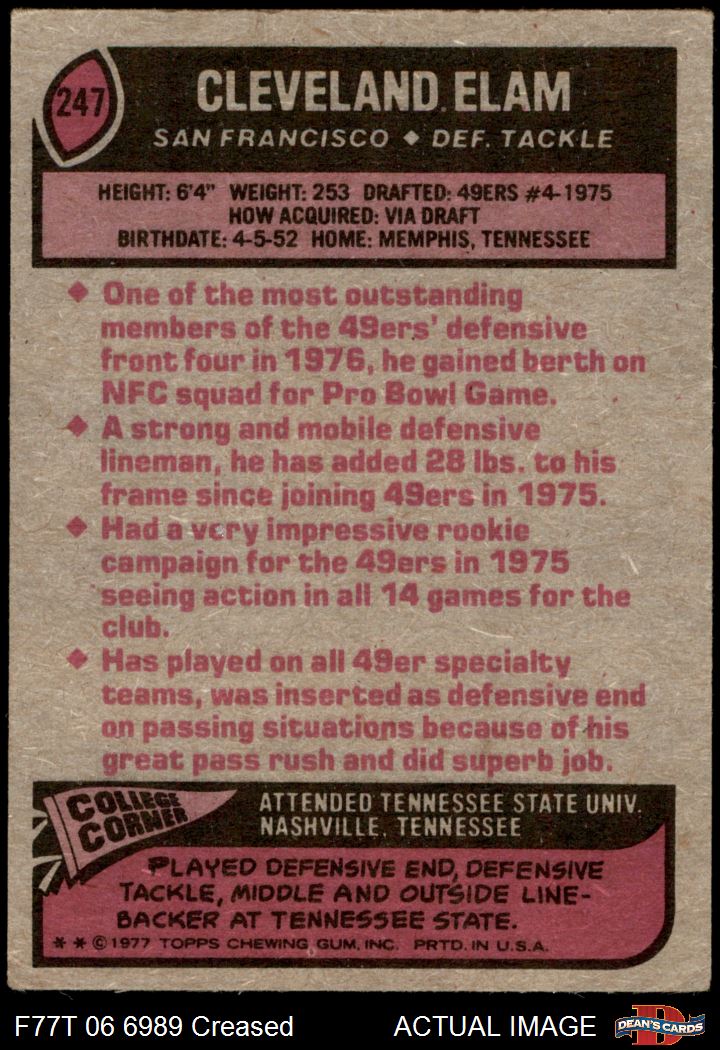 247
CLEVELAND ELAM
SAN FRANCISCO ◆ DEF. TACKLE
HEIGHT: 6'4" WEIGHT: 253 DRAFTED: 49ERS #4-1975
HOW ACQUIRED: VIA DRAFT
BIRTHDATE: 4-5-52 HOME: MEMPHIS, TENNESSEE
◆ One of the most outstanding
members of the 49ers' defensive
front four in 1976, he gained berth on
NFC squad for Pro Bowl Game.
◆ A strong and mobile defensive
lineman, he has added 28 lbs. to his
frame since joining 49ers in 1975.
◆ Had a very impressive rookie
campaign for the 49ers in 1975
seeing action in all 14 games for the
club.
◆ Has played on all 49er specialty
teams, was inserted as defensive end
on passing situations because of his
great pass rush and did superb job.
COLLEGE
CORNER
ATTENDED TENNESSEE STATE UNIV.
NASHVILLE, TENNESSEE
PLAYED DEFENSIVE END, DEFENSIVE
TACKLE, MIDDLE AND OUTSIDE LINE-
BACKER AT TENNESSEE STATE.
* * © 1977 TOPPS CHEWING GUM, INC. PRTD. IN U.S.A.
F77T 06 6989 Creased
ACTUAL IMAGE
D
DEAN'S CARDS